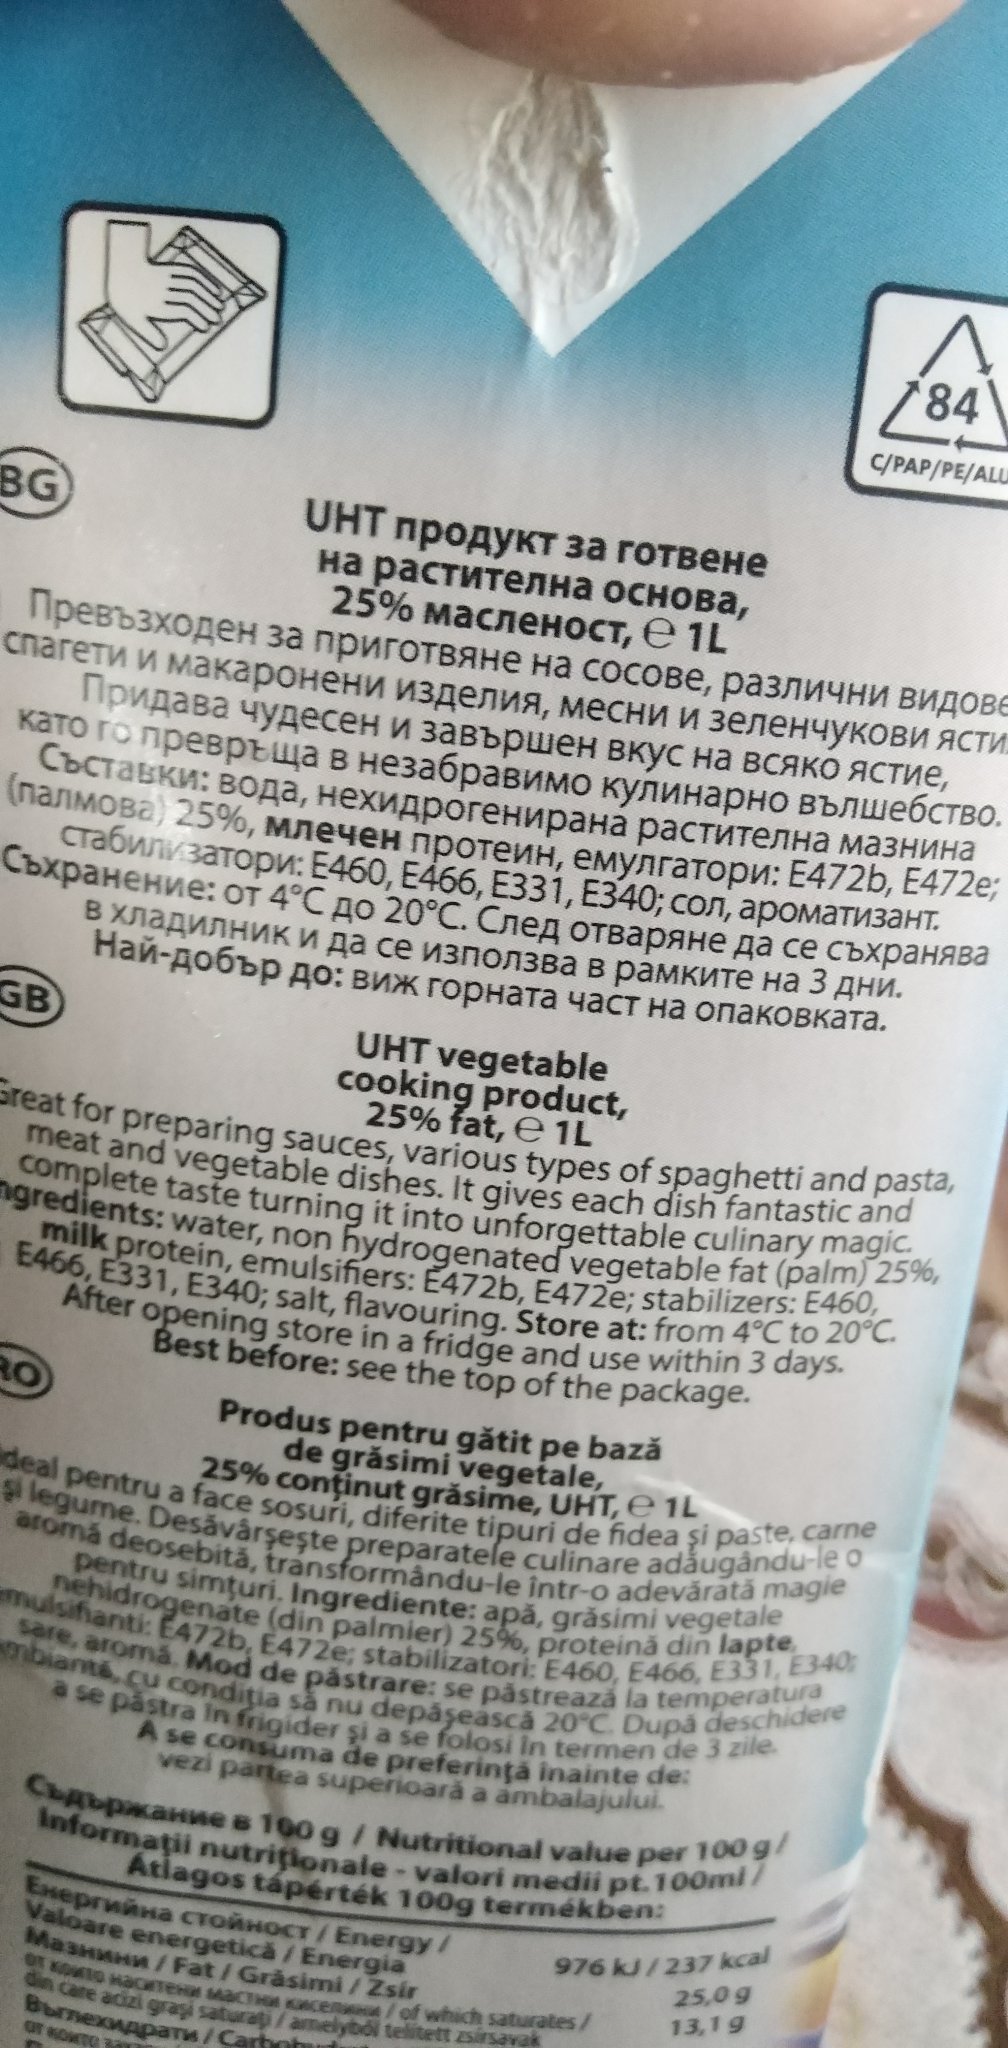 84
C/PAP/PE/ALU
BG
UHT продукт за готвене
на растителна основа,
25% масленост, e 1L
Превъзходен за приготвяне на сосове, различни видове
спагети и макаронени изделия, месни и зеленчукови
Придава чудесен и завършен вкус на всяко ястие,
като го превръща в незабравимо кулинарно вълшебство.
Съставки: вода, нехидрогенирана растителна мазнина
(палмова) 25%, млечен протеин, емулгатори: E472b, E472e;
стабилизатори: E460, E466, E331, E340; сол, ароматизант.
Съхранение: от 4°C до 20°C. След отваряне да се съхранява
в хладилник и да се използва в рамките на 3 дни.
Най-добър до: виж горната част на опаковката.
GB
UHT vegetable
cooking product,
25% fat, e 1L
Great for preparing sauces, various types of spaghetti and pasta,
meat and vegetable dishes. It gives each dish fantastic and
complete taste turning it into unforgettable culinary magic.
Ingredients: water, non hydrogenated vegetable fat (palm) 25%,
milk protein, emulsifiers: E472b, E472e; stabilizers: E460,
E466, E331, E340; salt, flavouring. Store at: from 4°C to 20°C.
After opening store in a fridge and use within 3 days.
Best before: see the top of the package.
RO
Produs pentru gătit pe bază
de grăsimi vegetale,
25% conținut grăsime, UHT, e 1L
Ideal pentru a face sosuri, diferite tipuri de fidea și paste, carne
și legume. Desăvârșește preparatele culinare adăugându-le o
aromă deosebită, transformându-le într-o adevărată magie
pentru simțuri. Ingrediente: apă, grăsimi vegetale
nehidrogenate (din palmier) 25%, proteină din lapte,
emulsifianti: E472b, E472e; stabilizatori: E460, E466, E331, E340;
sare, aromă. Mod de păstrare: se păstrează la temperatura
ambiantă, cu condiția să nu depășească 20°C. După deschidere
a se păstra în frigider și a se folosi în termen de 3 zile.
A se consuma de preferință înainte de:
vezi partea superioară a ambalajului.
Съдържание в 100 g / Nutritional value per 100 g /
Informații nutriționale - valori medii pt.100ml /
Átlagos tápérték 100g termékben:
Енергийна стойност / Energy /
Valoare energetică / Energia 976 kJ / 237 kcal
Мазнини / Fat / Grăsimi / Zsír 25,0 g
от които наситени мастни киселини / of which saturates /
din care acizi grași saturați / amelyből telített zsírsavak 13,1 g
Въглехидрати /
от които